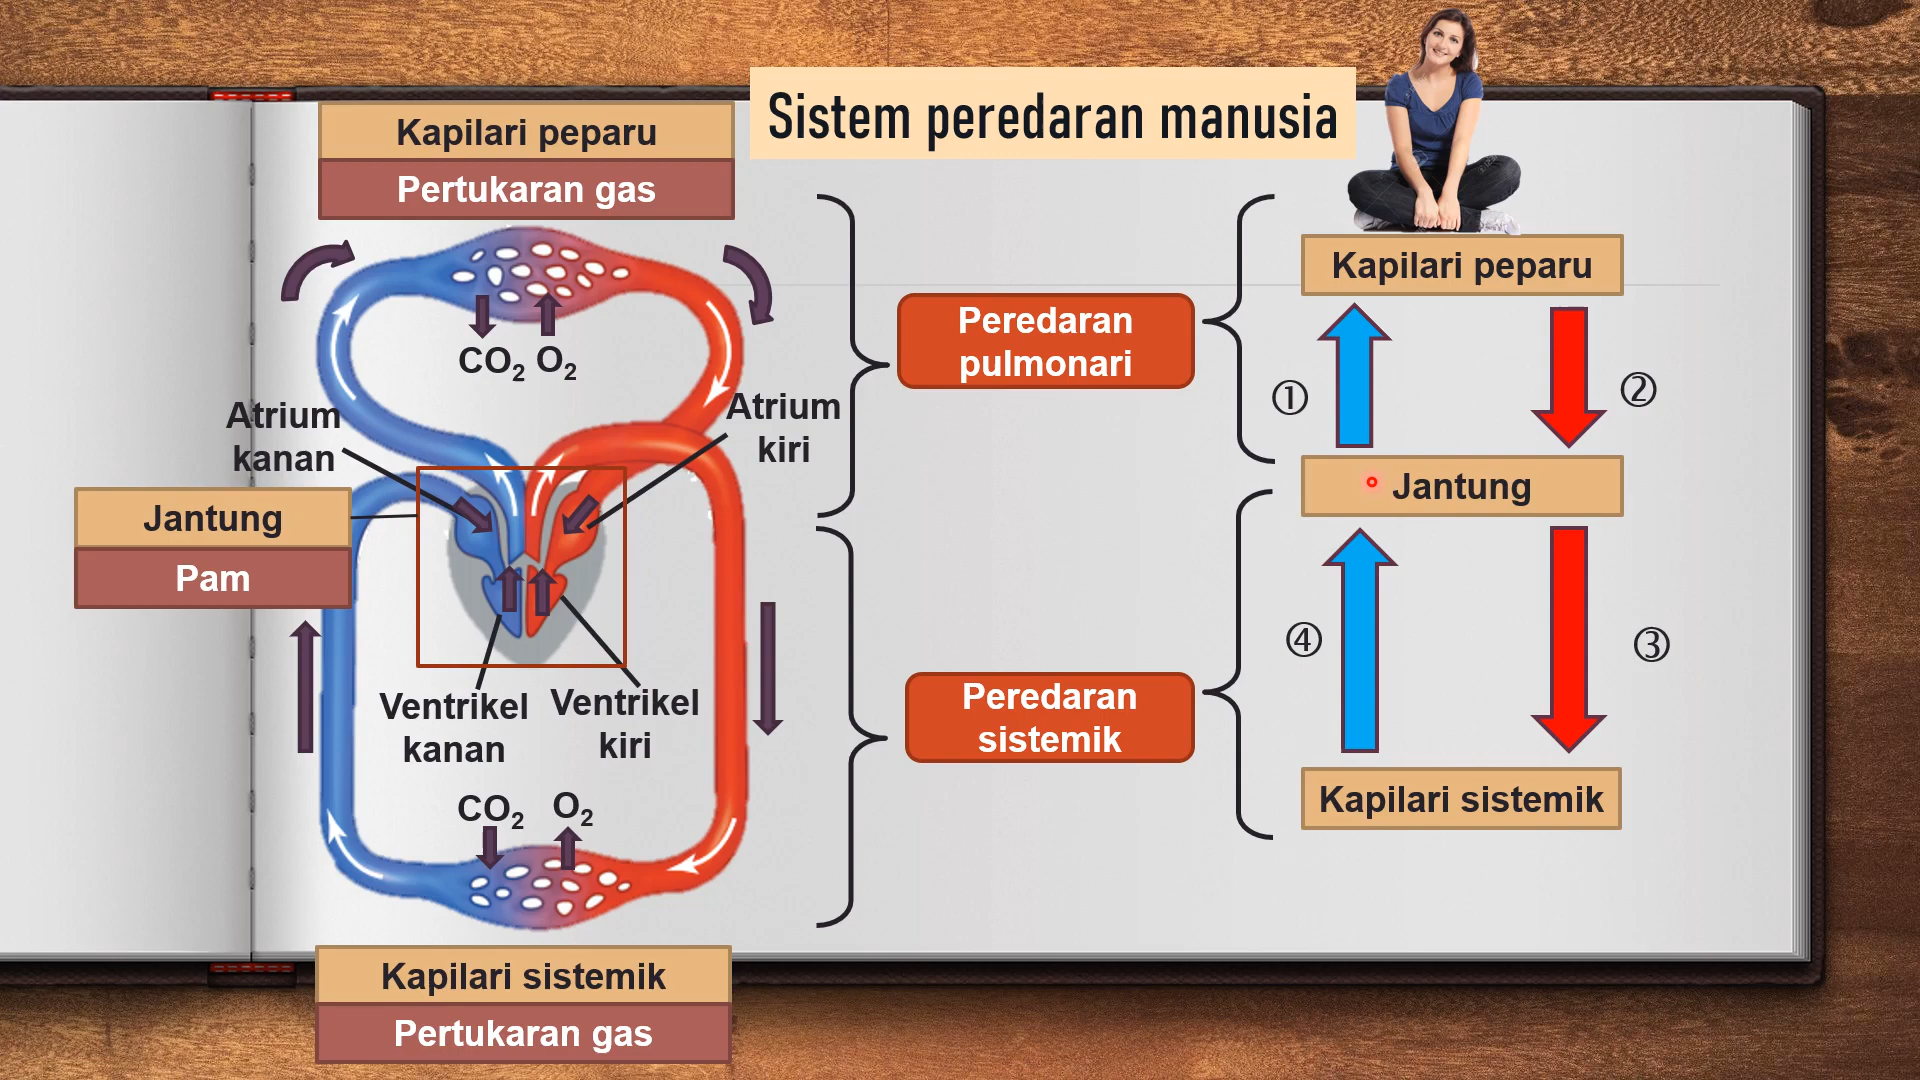 Sistem peredaran manusia
Kapilari peparu
Pertukaran gas
CO₂ O₂
Atrium
kanan
Atrium
kiri
Jantung
Pam
Ventrikel
kanan
Ventrikel
kiri
CO₂ O₂
Kapilari sistemik
Pertukaran gas
Peredaran
pulmonari
Peredaran
sistemik
Kapilari peparu
① ②
Jantung
④ ③
Kapilari sistemik